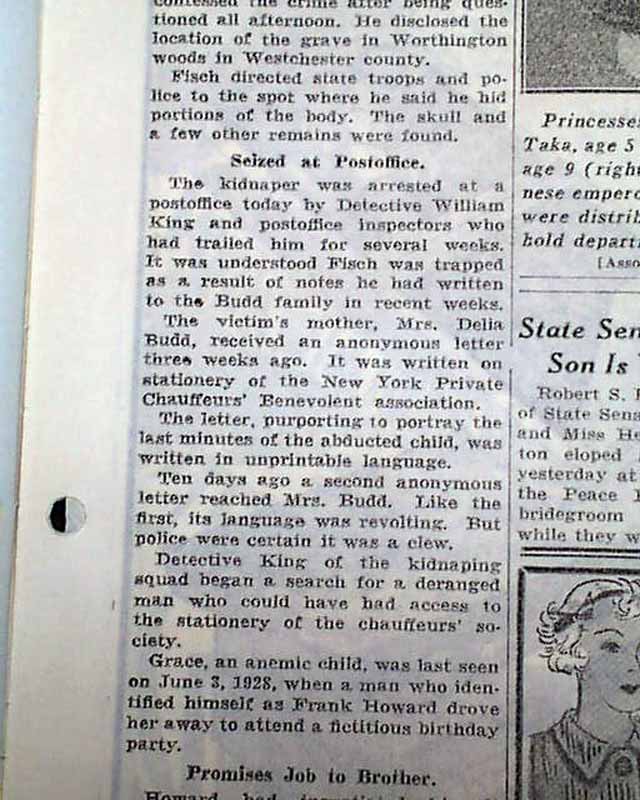 confessed the crime after being ques-
tioned all afternoon. He disclosed the
location of the grave in Worthington
woods in Westchester county.
Fisch directed state troops and po-
lice to the spot where he said he hid
portions of the body. The skull and
a few other remains were found.
Seized at Postoffice.
The kidnaper was arrested at a
postoffice today by Detective William
King and postoffice inspectors who
had trailed him for several weeks.
It was understood Fisch was trapped
as a result of notes he had written
to the Budd family in recent weeks.
The victim's mother, Mrs. Delia
Budd, received an anonymous letter
three weeks ago. It was written on
stationery of the New York Private
Chauffeurs' Benevolent association.
The letter, purporting to portray the
last minutes of the abducted child, was
written in unprintable language.
Ten days ago a second anonymous
letter reached Mrs. Budd. Like the
first, its language was revolting. But
police were certain it was a clew.
Detective King of the kidnaping
squad began a search for a deranged
man who could have had access to
the stationery of the chauffeurs' so-
ciety.
Grace, an anemic child, was last seen
on June 3, 1928, when a man who iden-
tified himself as Frank Howard drove
her away to attend a fictitious birthday
party.
Promises Job to Brother.
Howard had
Princesses
Taka, age 5
age 9 (right
nese empero
were distrib
hold depart
[Asso
State Sen
Son Is
Robert S.
of State Sena
and Miss He
ton eloped
yesterday at
the Peace
bridegroom
while they w